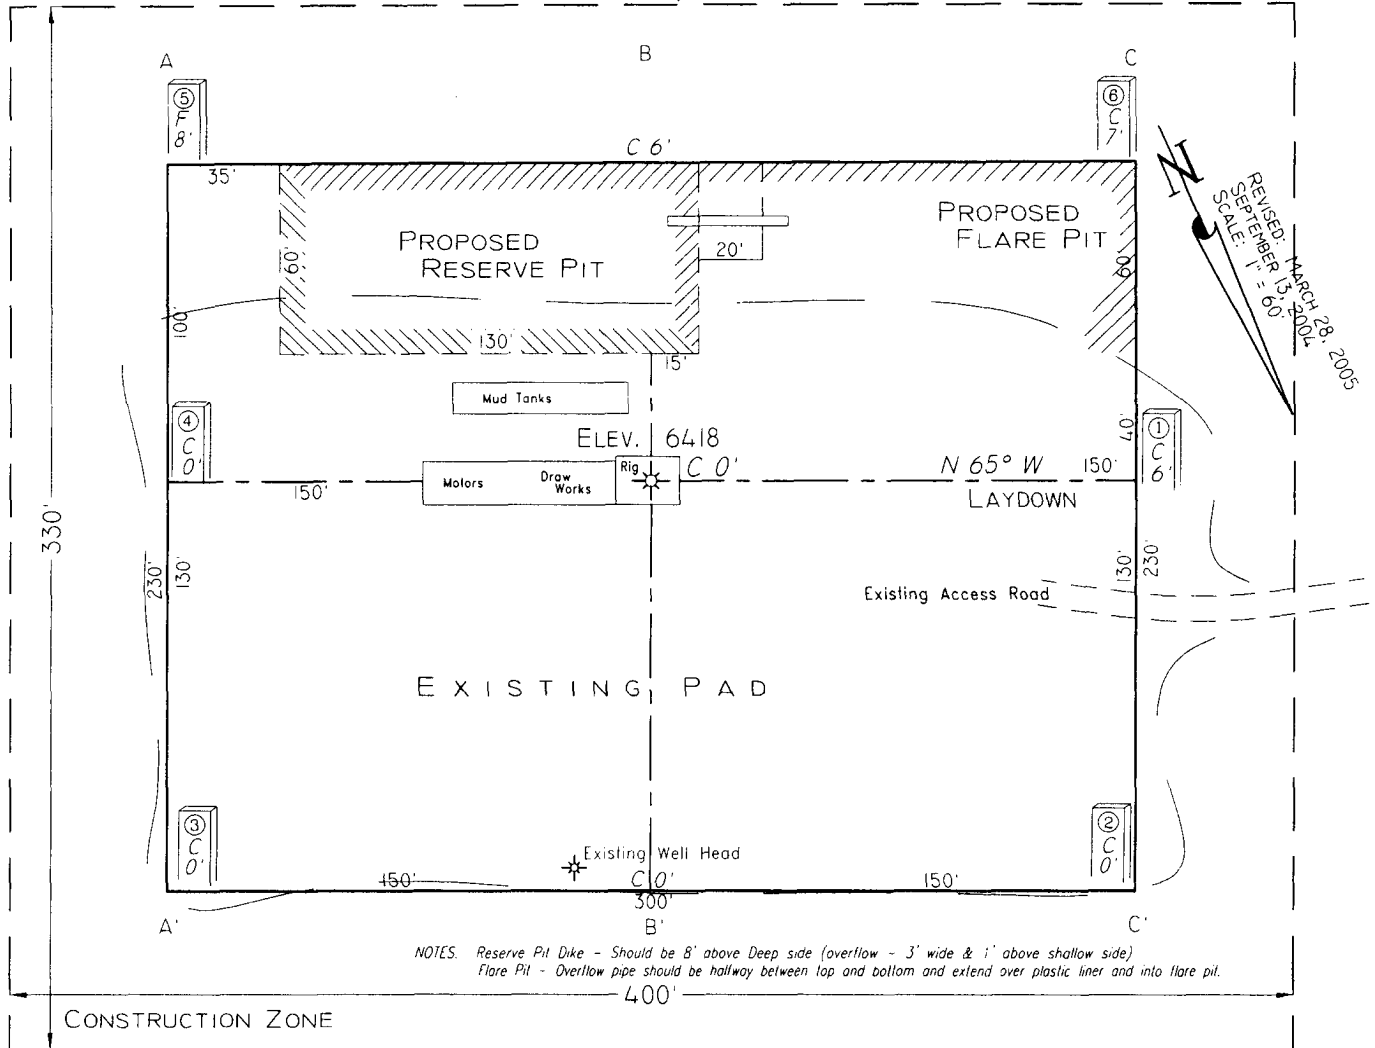 A
B
C
⑤
F
8'
⑥
C
7'
C 6'
35'
N
REVISED: MARCH 28, 2005
SEPTEMBER 13, 2004
SCALE: 1" = 60'
PROPOSED
RESERVE PIT
PROPOSED
FLARE PIT
60'
20'
60'
100'
130'
15'
Mud Tanks
④
C
0'
ELEV. 6418
40'
①
C
6'
Rig
C 0'
N 65° W
150'
Motors
Draw
Works
150'
LAYDOWN
330'
230'
130'
130'
230'
Existing Access Road
EXISTING PAD
③
C
0'
②
C
0'
Existing Well Head
150'
C 0'
150'
300'
A'
B'
C'
NOTES. Reserve Pit Dike - Should be 8' above Deep side (overflow - 3' wide & 1' above shallow side)
Flare Pit - Overflow pipe should be halfway between top and bottom and extend over plastic liner and into flare pit.
400'
CONSTRUCTION ZONE